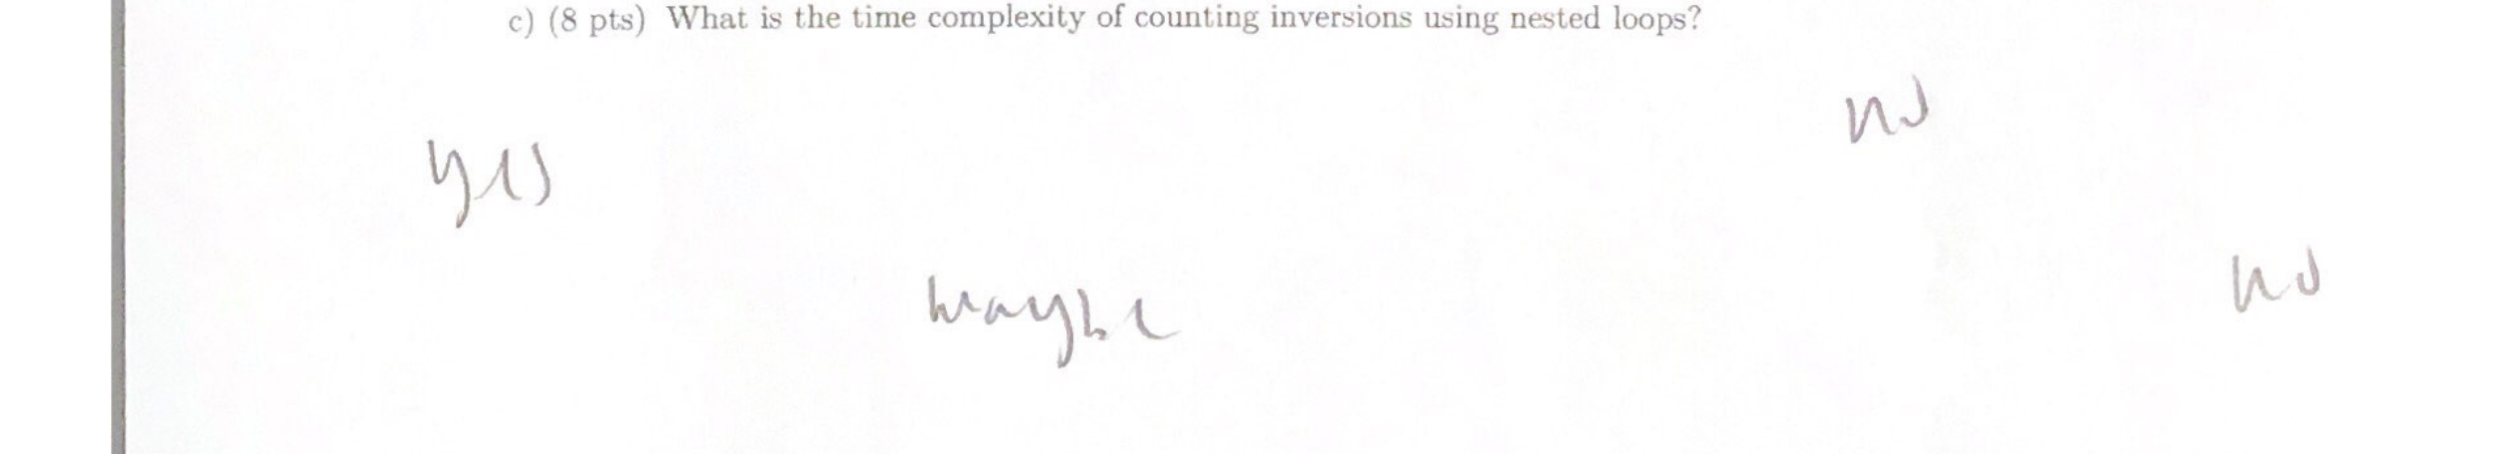 c) (8 pts) What is the time complexity of counting inversions using nested loops?
no
yes
no
maybe